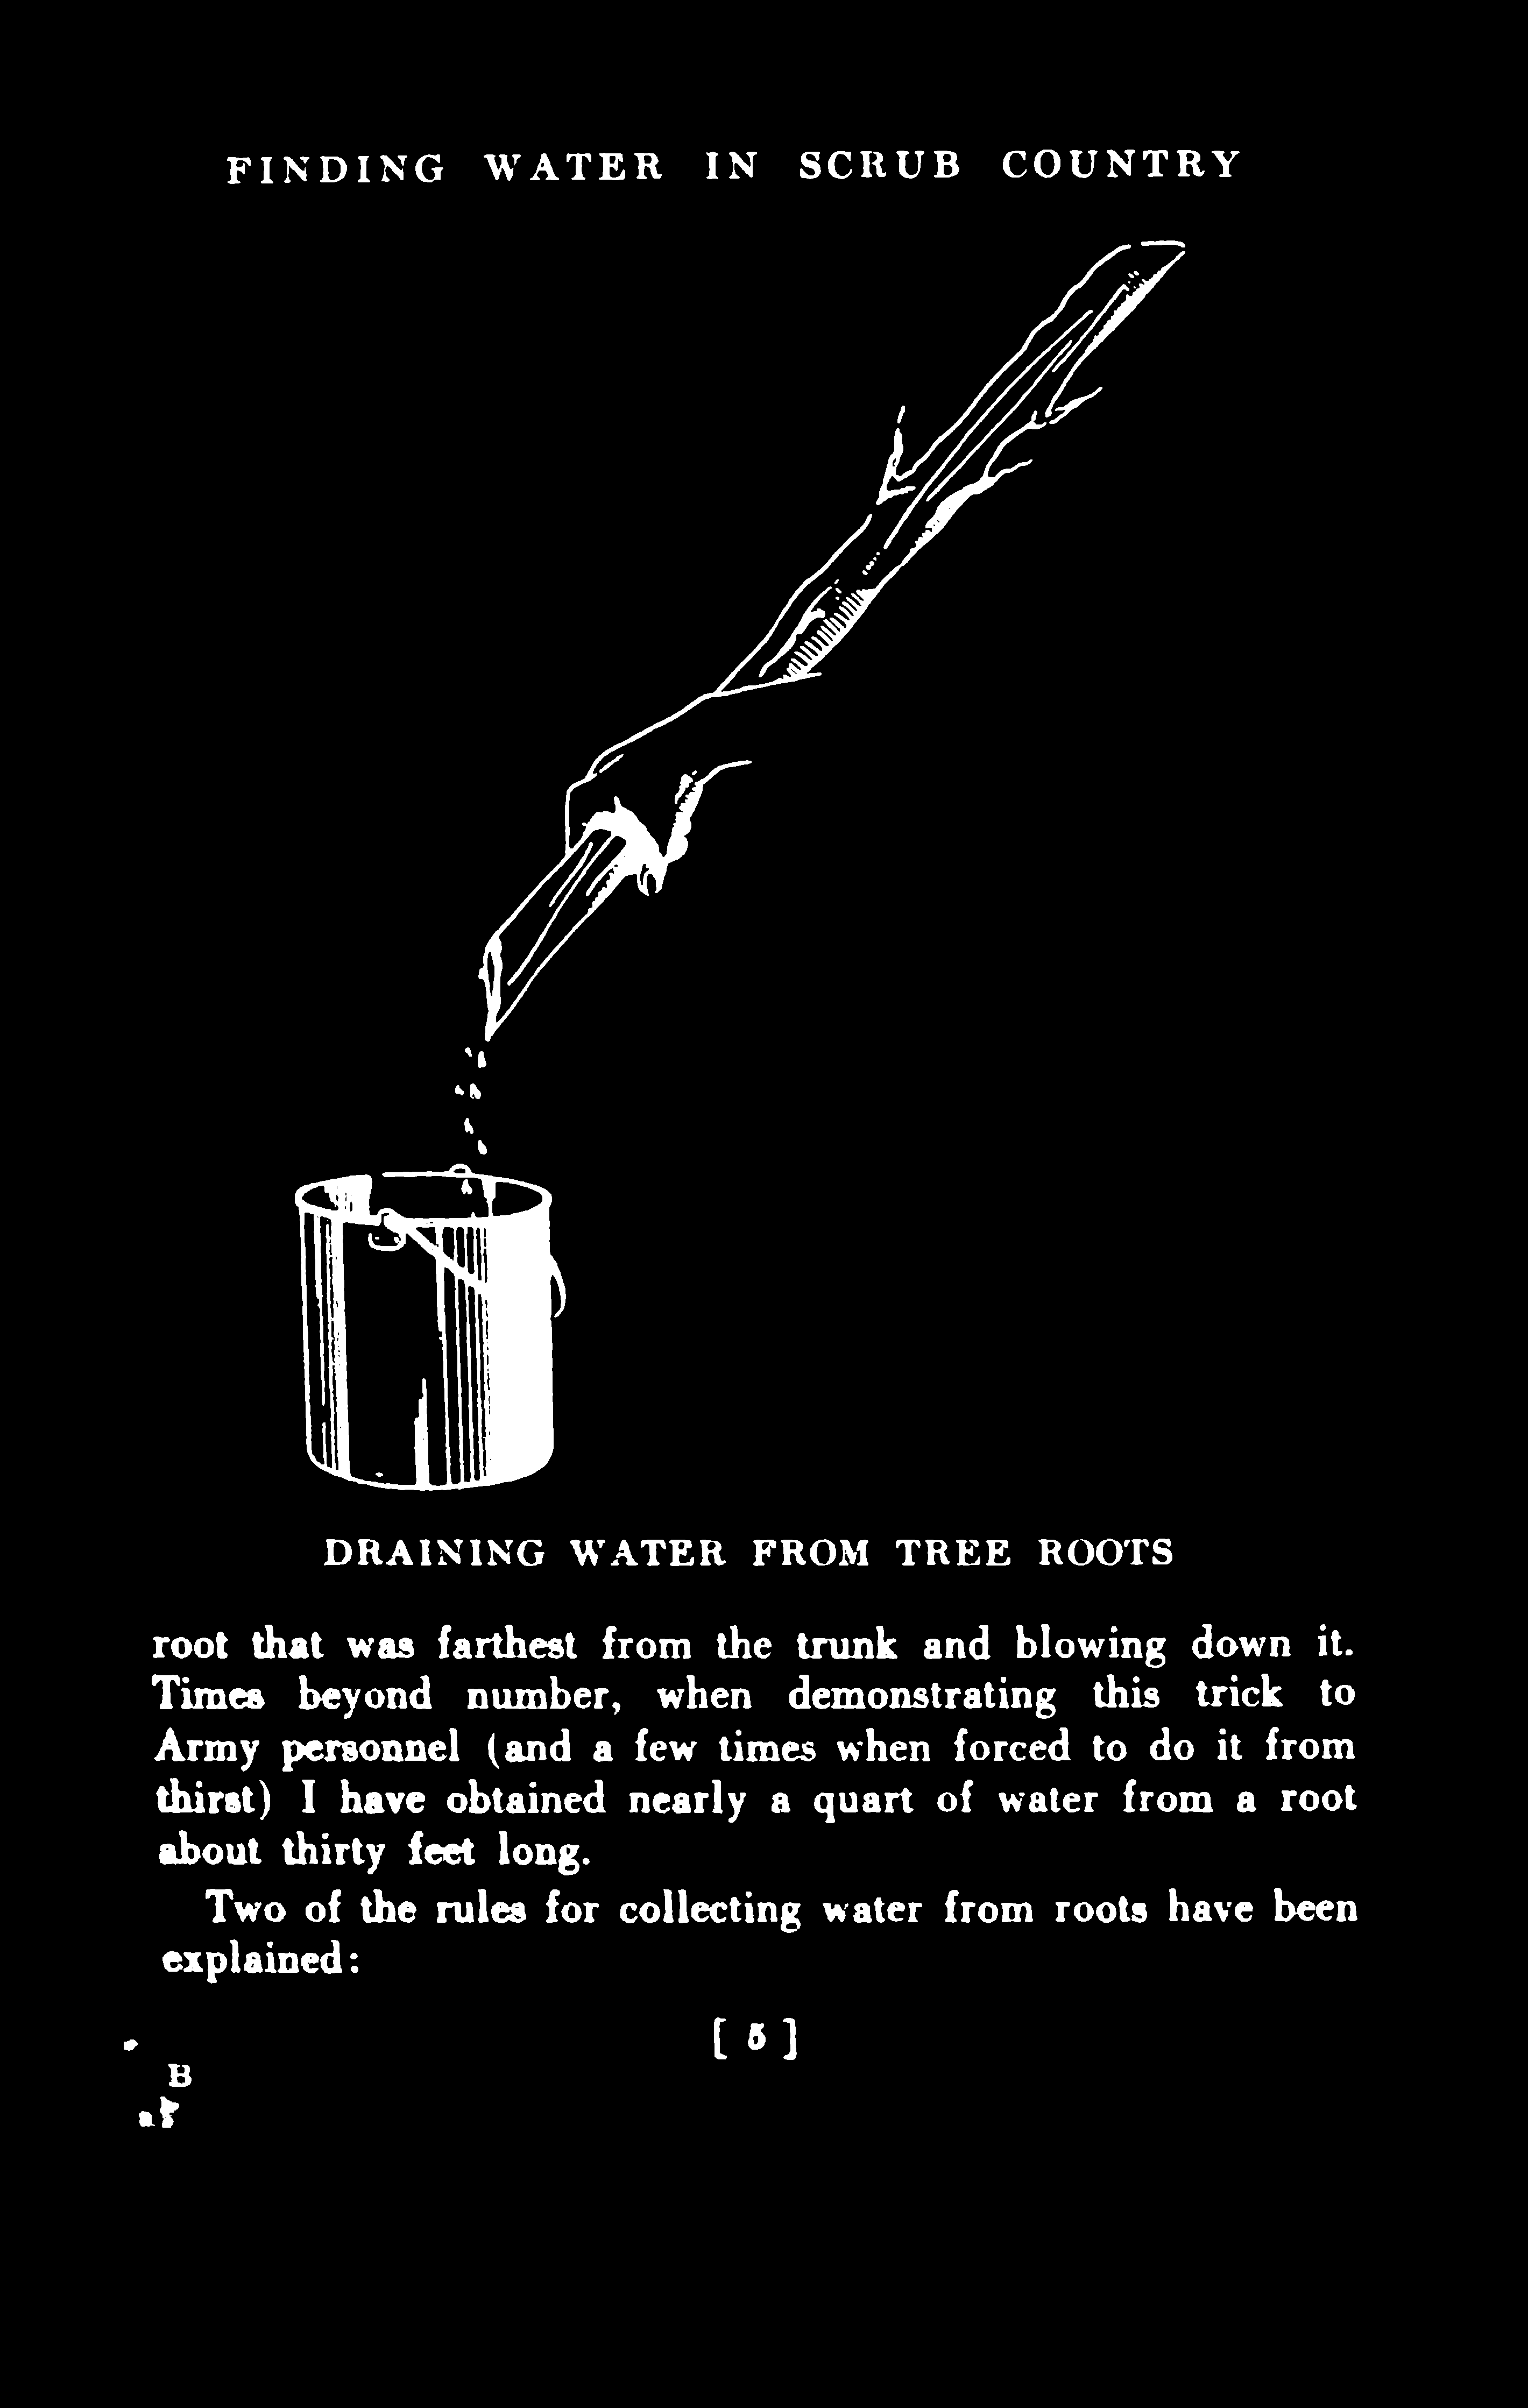 FINDING WATER IN SCRUB COUNTRY
DRAINING WATER FROM TREE ROOTS
root that was farthest from the trunk and blowing down it.
Times beyond number, when demonstrating this trick to
Army personnel (and a few times when forced to do it from
thirst) I have obtained nearly a quart of water from a root
about thirty feet long.
Two of the rules for collecting water from roots have been
explained:
[ 5 ]
B